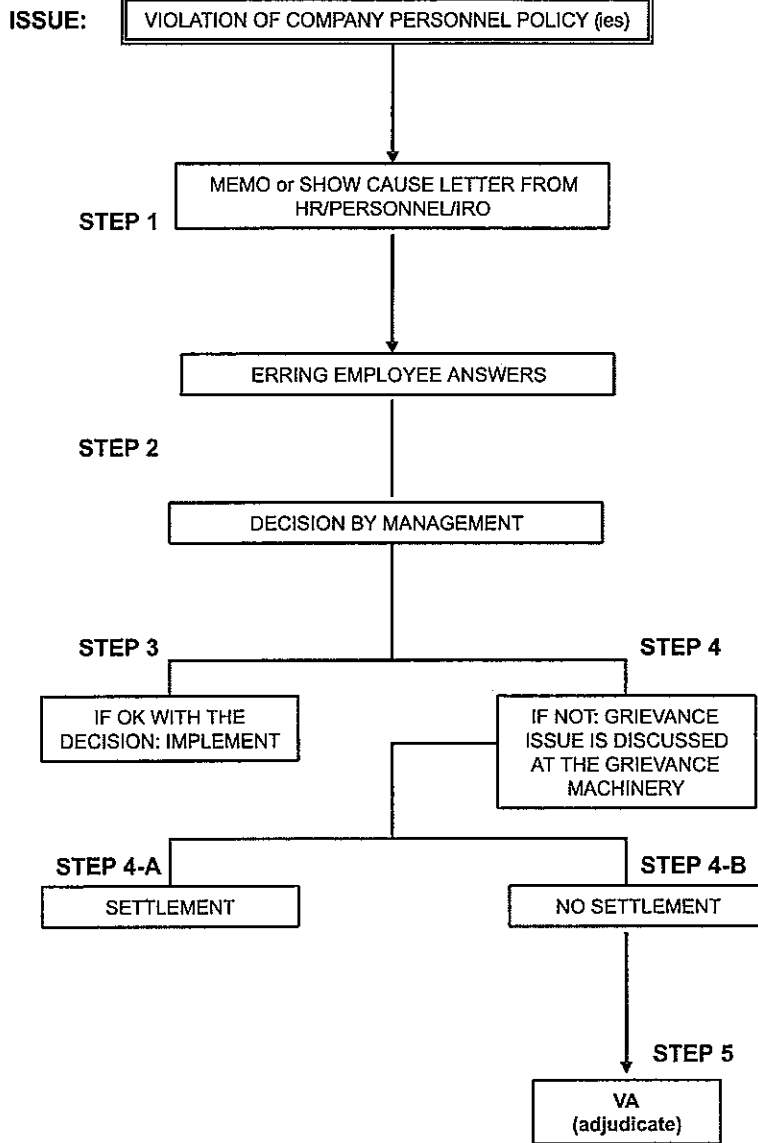 ISSUE: VIOLATION OF COMPANY PERSONNEL POLICY (ies)
MEMO or SHOW CAUSE LETTER FROM
HR/PERSONNEL/IRO
STEP 1
ERRING EMPLOYEE ANSWERS
STEP 2
DECISION BY MANAGEMENT
STEP 3
STEP 4
IF OK WITH THE
DECISION: IMPLEMENT
IF NOT: GRIEVANCE
ISSUE IS DISCUSSED
AT THE GRIEVANCE
MACHINERY
STEP 4-A
STEP 4-B
SETTLEMENT
NO SETTLEMENT
STEP 5
VA
(adjudicate)